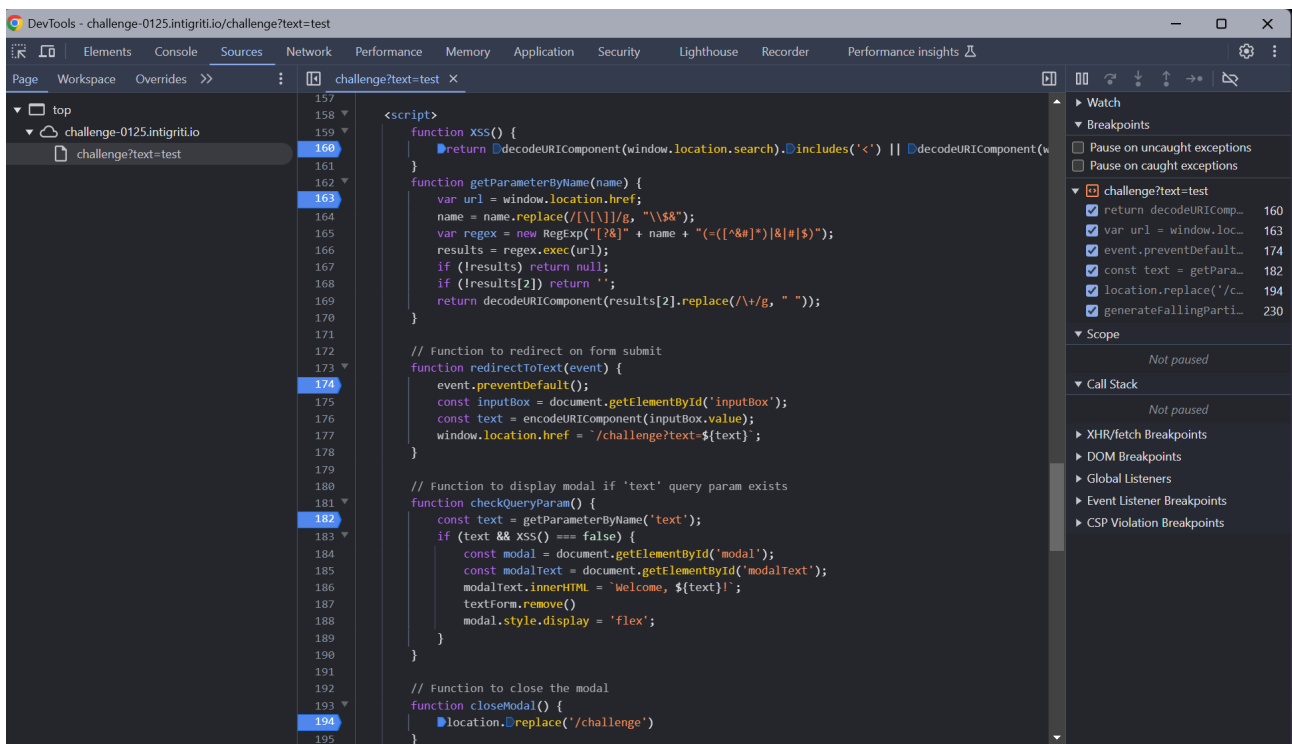 DevTools - challenge-0125.intigriti.io/challenge?text=test
Elements Console Sources Network Performance Memory Application Security Lighthouse Recorder Performance insights
Page Workspace Overrides
challenge?text=test
top
challenge-0125.intigriti.io
challenge?text=test
157
158 <script>
159 function XSS() {
160 return decodeURIComponent(window.location.search).includes('<') || decodeURIComponent(w
161 }
162 function getParameterByName(name) {
163 var url = window.location.href;
164 name = name.replace(/[\[\]]/g, "\\$&");
165 var regex = new RegExp("[?&]" + name + "(=([^&#]*)|&|#|$)");
166 results = regex.exec(url);
167 if (!results) return null;
168 if (!results[2]) return '';
169 return decodeURIComponent(results[2].replace(/\+/g, " "));
170 }
171
172 // Function to redirect on form submit
173 function redirectToText(event) {
174 event.preventDefault();
175 const inputBox = document.getElementById('inputBox');
176 const text = encodeURIComponent(inputBox.value);
177 window.location.href = `/challenge?text=${text}`;
178 }
179
180 // Function to display modal if 'text' query param exists
181 function checkQueryParam() {
182 const text = getParameterByName('text');
183 if (text && XSS() === false) {
184 const modal = document.getElementById('modal');
185 const modalText = document.getElementById('modalText');
186 modalText.innerHTML = `Welcome, ${text}!`;
187 textForm.remove()
188 modal.style.display = 'flex';
189 }
190 }
191
192 // Function to close the modal
193 function closeModal() {
194 location.replace('/challenge')
195 }
Watch
Breakpoints
Pause on uncaught exceptions
Pause on caught exceptions
challenge?text=test
return decodeURIComp… 160
var url = window.loc… 163
event.preventDefault… 174
const text = getPara… 182
location.replace('/c… 194
generateFallingParti… 230
Scope
Not paused
Call Stack
Not paused
XHR/fetch Breakpoints
DOM Breakpoints
Global Listeners
Event Listener Breakpoints
CSP Violation Breakpoints